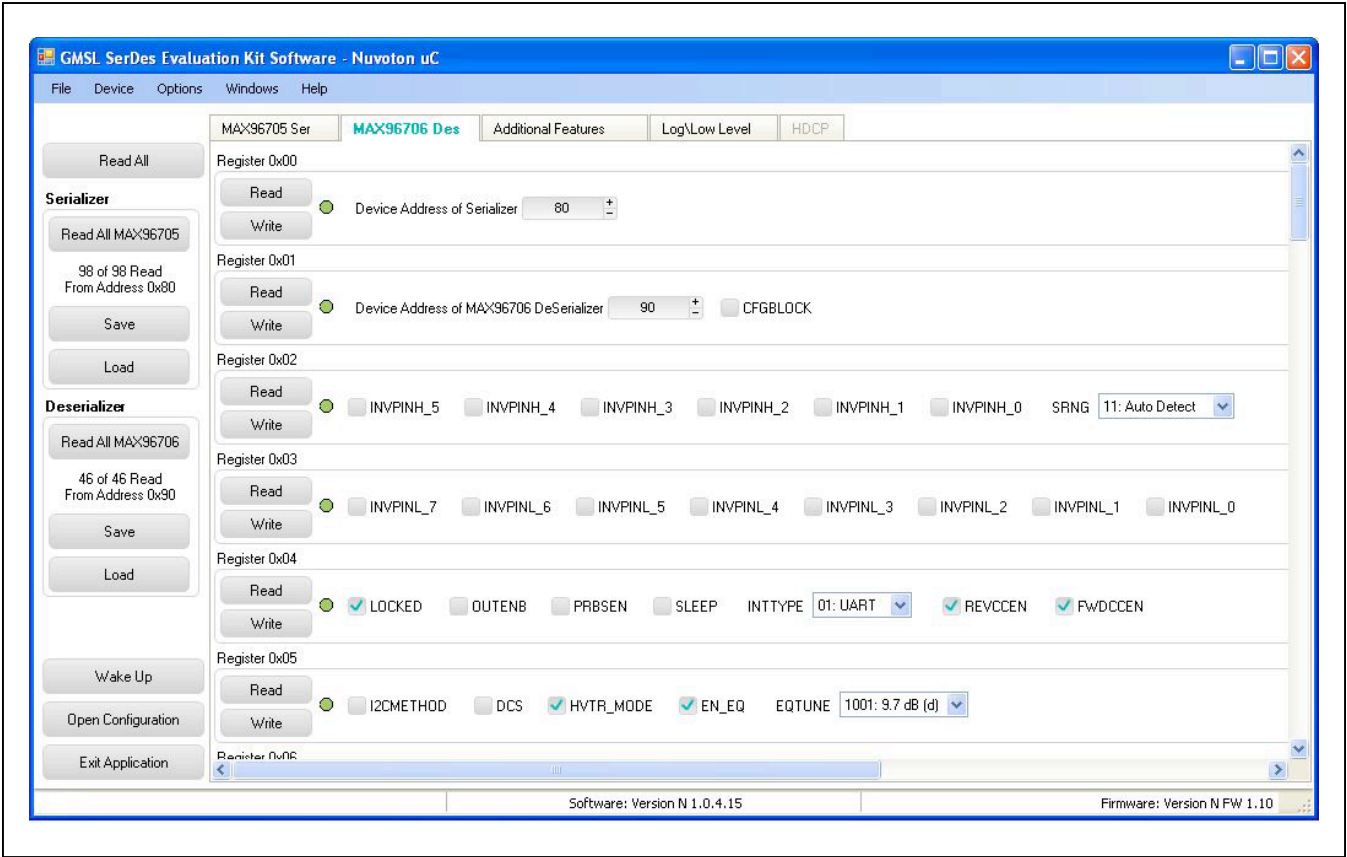 GMSL SerDes Evaluation Kit Software - Nuvoton uC
File Device Options Windows Help
MAX96705 Ser MAX96706 Des Additional Features Log\Low Level HDCP
Read All
Serializer
Read All MAX96705
98 of 98 Read
From Address 0x80
Save
Load
Deserializer
Read All MAX96706
46 of 46 Read
From Address 0x90
Save
Load
Wake Up
Open Configuration
Exit Application
Register 0x00
Read
Write
Device Address of Serializer 80 + -
Register 0x01
Read
Write
Device Address of MAX96706 DeSerializer 90 + - CFGBLOCK
Register 0x02
Read
Write
INVPINH_5 INVPINH_4 INVPINH_3 INVPINH_2 INVPINH_1 INVPINH_0 SRNG 11: Auto Detect
Register 0x03
Read
Write
INVPINL_7 INVPINL_6 INVPINL_5 INVPINL_4 INVPINL_3 INVPINL_2 INVPINL_1 INVPINL_0
Register 0x04
Read
Write
LOCKED OUTENB PRBSEN SLEEP INTTYPE 01: UART REVCCEN FWDCCEN
Register 0x05
Read
Write
I2CMETHOD DCS HVTR_MODE EN_EQ EQTUNE 1001: 9.7 dB (d)
Register 0x06
Software: Version N 1.0.4.15 Firmware: Version N FW 1.10